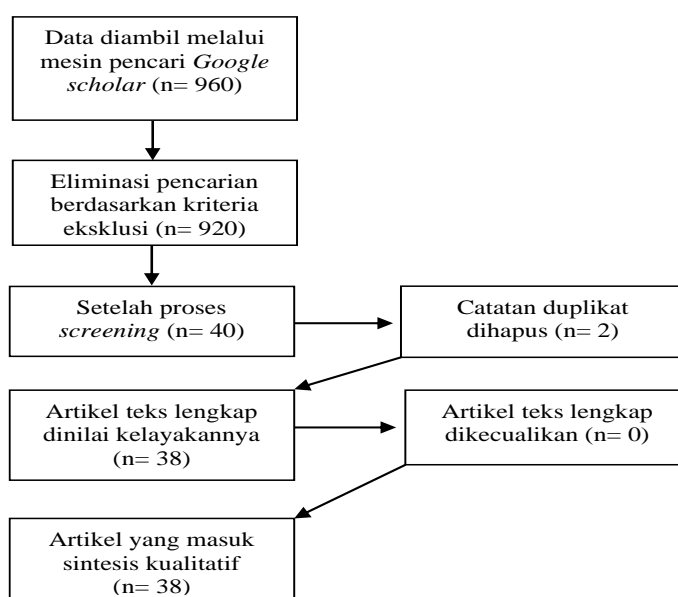 Data diambil melalui
mesin pencari Google
scholar (n= 960)
Eliminasi pencarian
berdasarkan kriteria
eksklusi (n= 920)
Setelah proses
screening (n= 40)
Catatan duplikat
dihapus (n= 2)
Artikel teks lengkap
dinilai kelayakannya
(n= 38)
Artikel teks lengkap
dikecualikan (n= 0)
Artikel yang masuk
sintesis kualitatif
(n= 38)